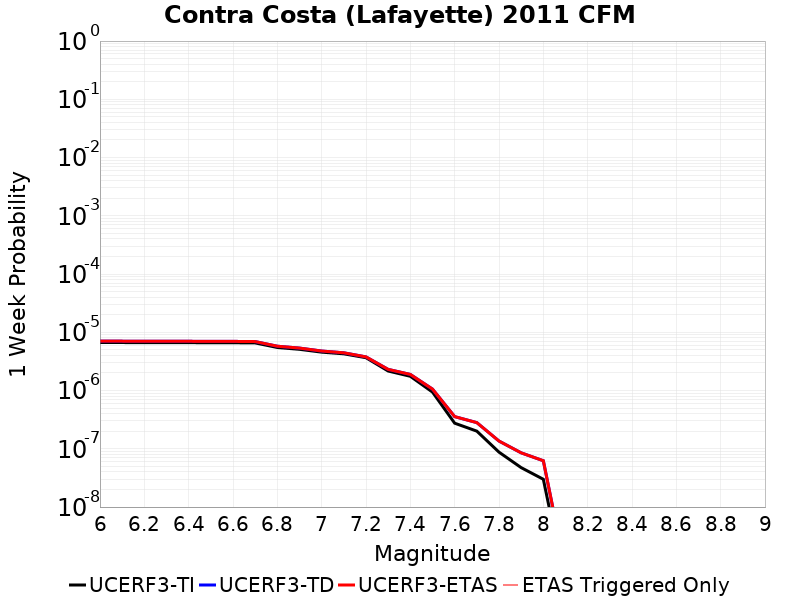 Contra Costa (Lafayette) 2011 CFM
1 Week Probability
10^0
10^-1
10^-2
10^-3
10^-4
10^-5
10^-6
10^-7
10^-8
6 6.2 6.4 6.6 6.8 7 7.2 7.4 7.6 7.8 8 8.2 8.4 8.6 8.8 9
Magnitude
UCERF3-TI UCERF3-TD UCERF3-ETAS ETAS Triggered Only